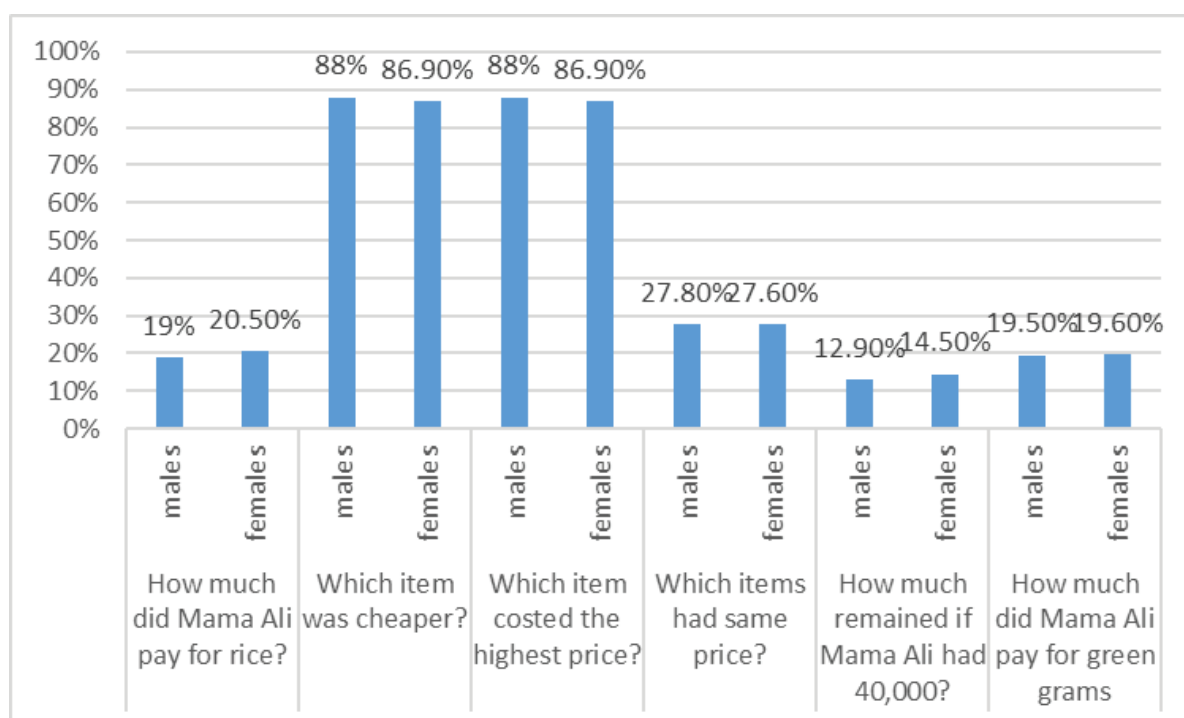 100%
90%
80%
70%
60%
50%
40%
30%
20%
10%
0%
19%
20.50%
88%
86.90%
88%
86.90%
27.80%
27.60%
12.90%
14.50%
19.50%
19.60%
males
females
males
females
males
females
males
females
males
females
males
females
How much
did Mama Ali
pay for rice?
Which item
was cheaper?
Which item
costed the
highest price?
Which items
had same
price?
How much
remained if
Mama Ali had
40,000?
How much
did Mama Ali
pay for green
grams